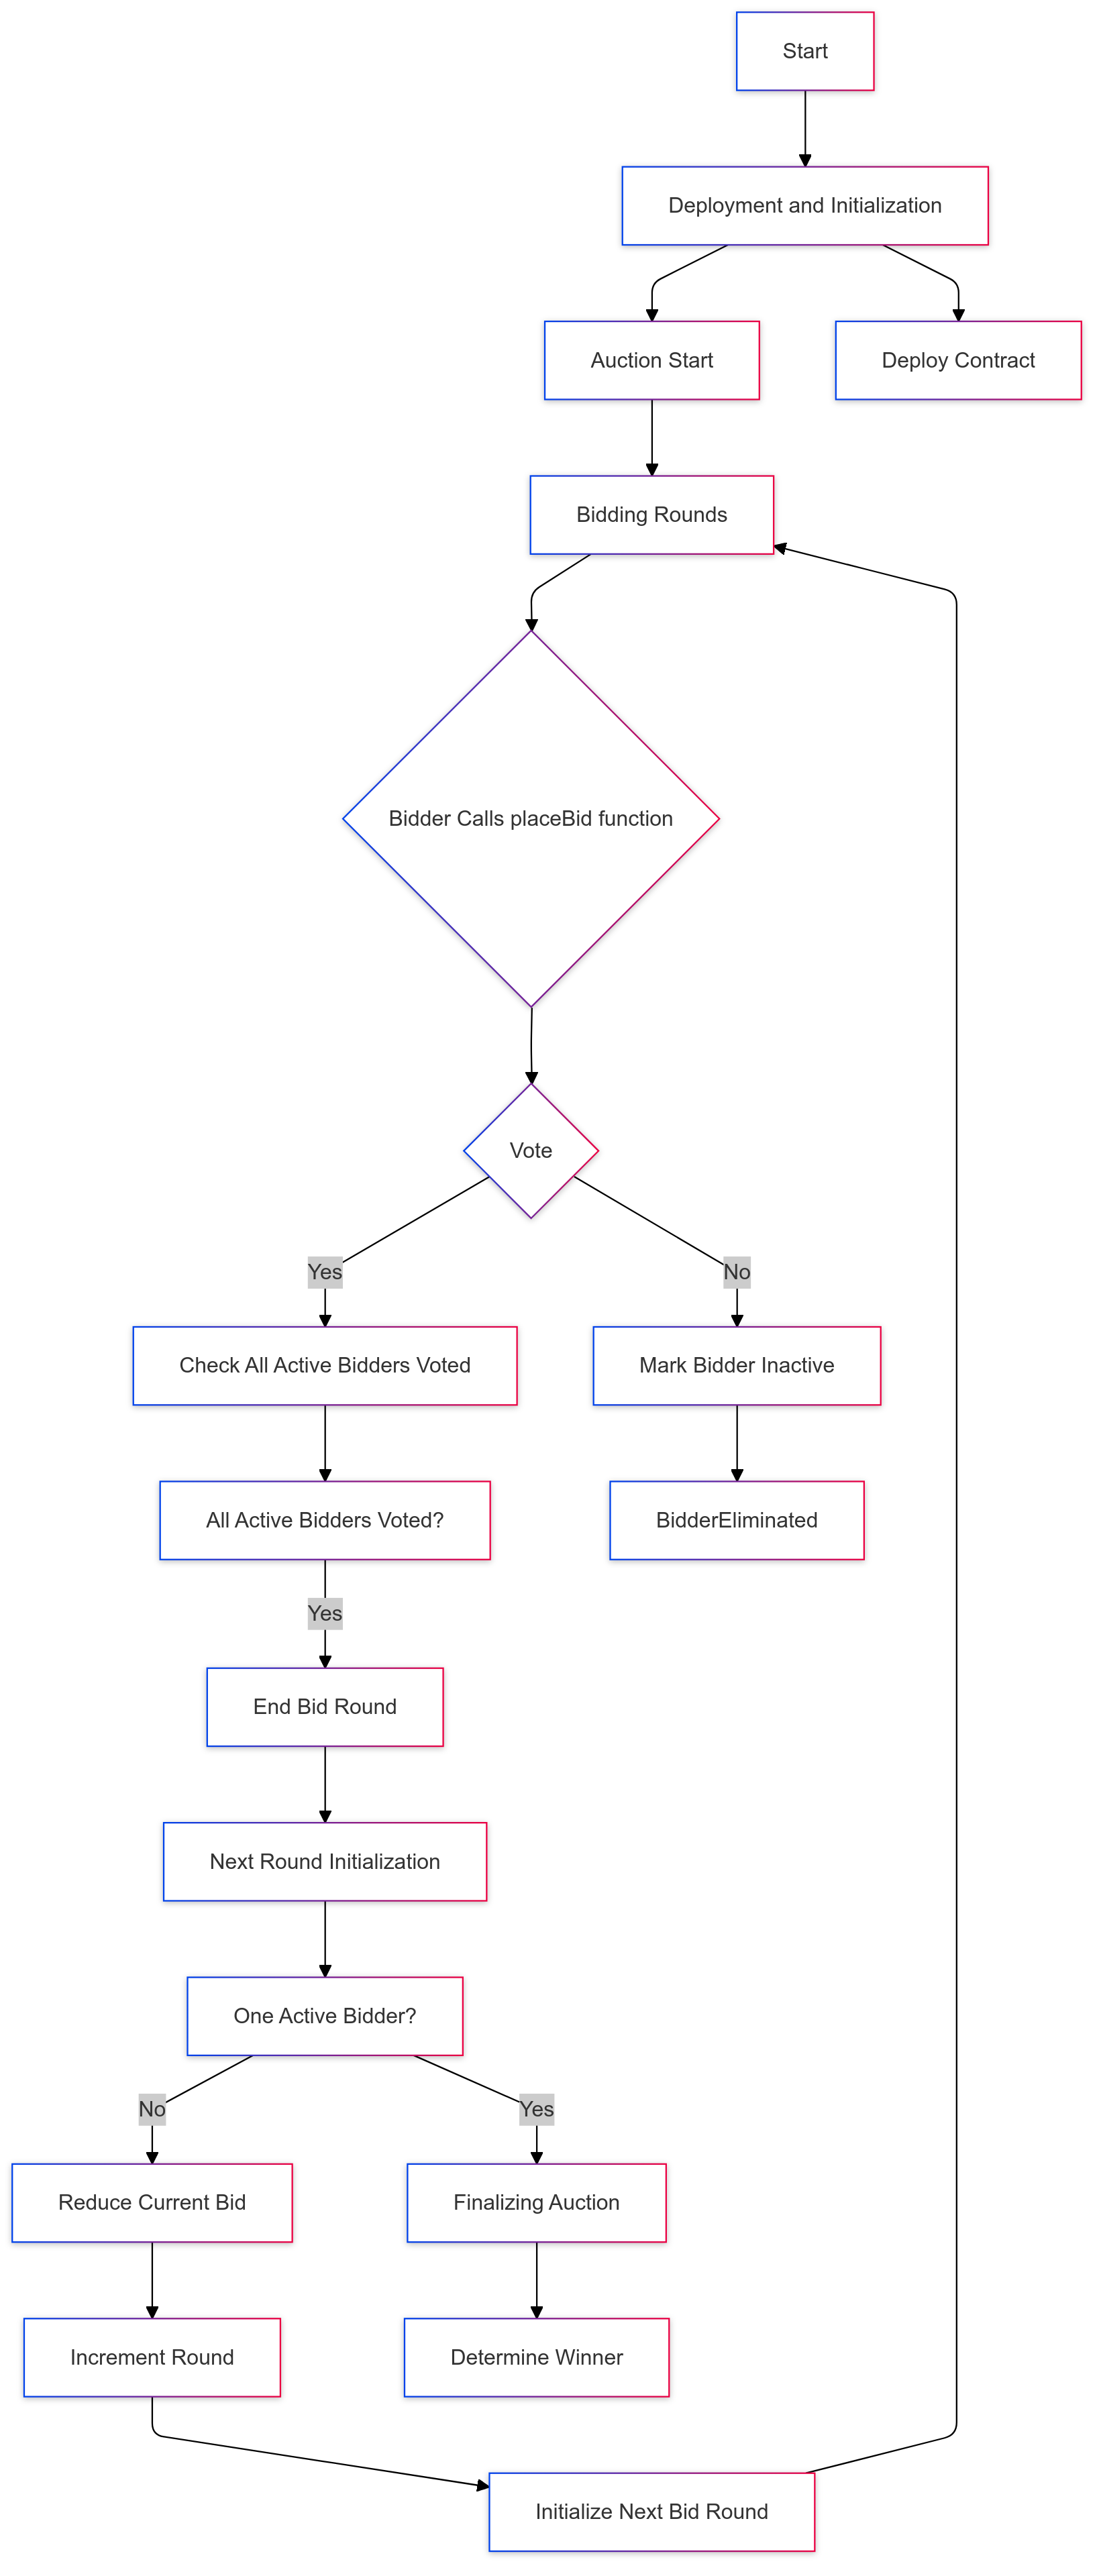 Start
Deployment and Initialization
Auction Start
Deploy Contract
Bidding Rounds
Bidder Calls placeBid function
Vote
Yes
No
Check All Active Bidders Voted
Mark Bidder Inactive
All Active Bidders Voted?
BidderEliminated
Yes
End Bid Round
Next Round Initialization
One Active Bidder?
No
Yes
Reduce Current Bid
Finalizing Auction
Increment Round
Determine Winner
Initialize Next Bid Round